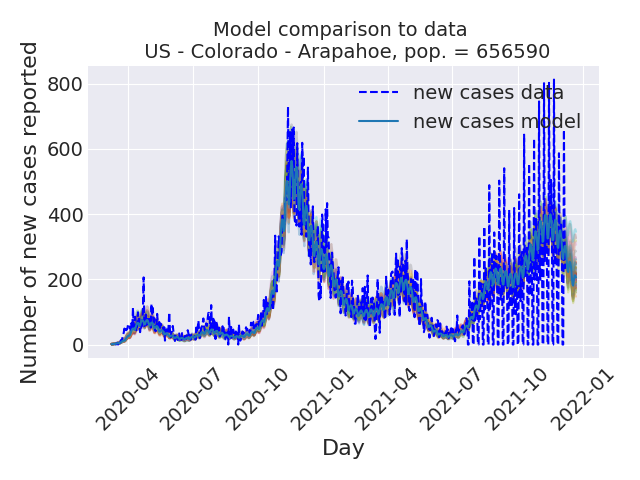 Model comparison to data
US - Colorado - Arapahoe, pop. = 656590
Number of new cases reported
800
600
400
200
0
new cases data
new cases model
2020-04
2020-07
2020-10
2021-01
2021-04
2021-07
2021-10
2022-01
Day